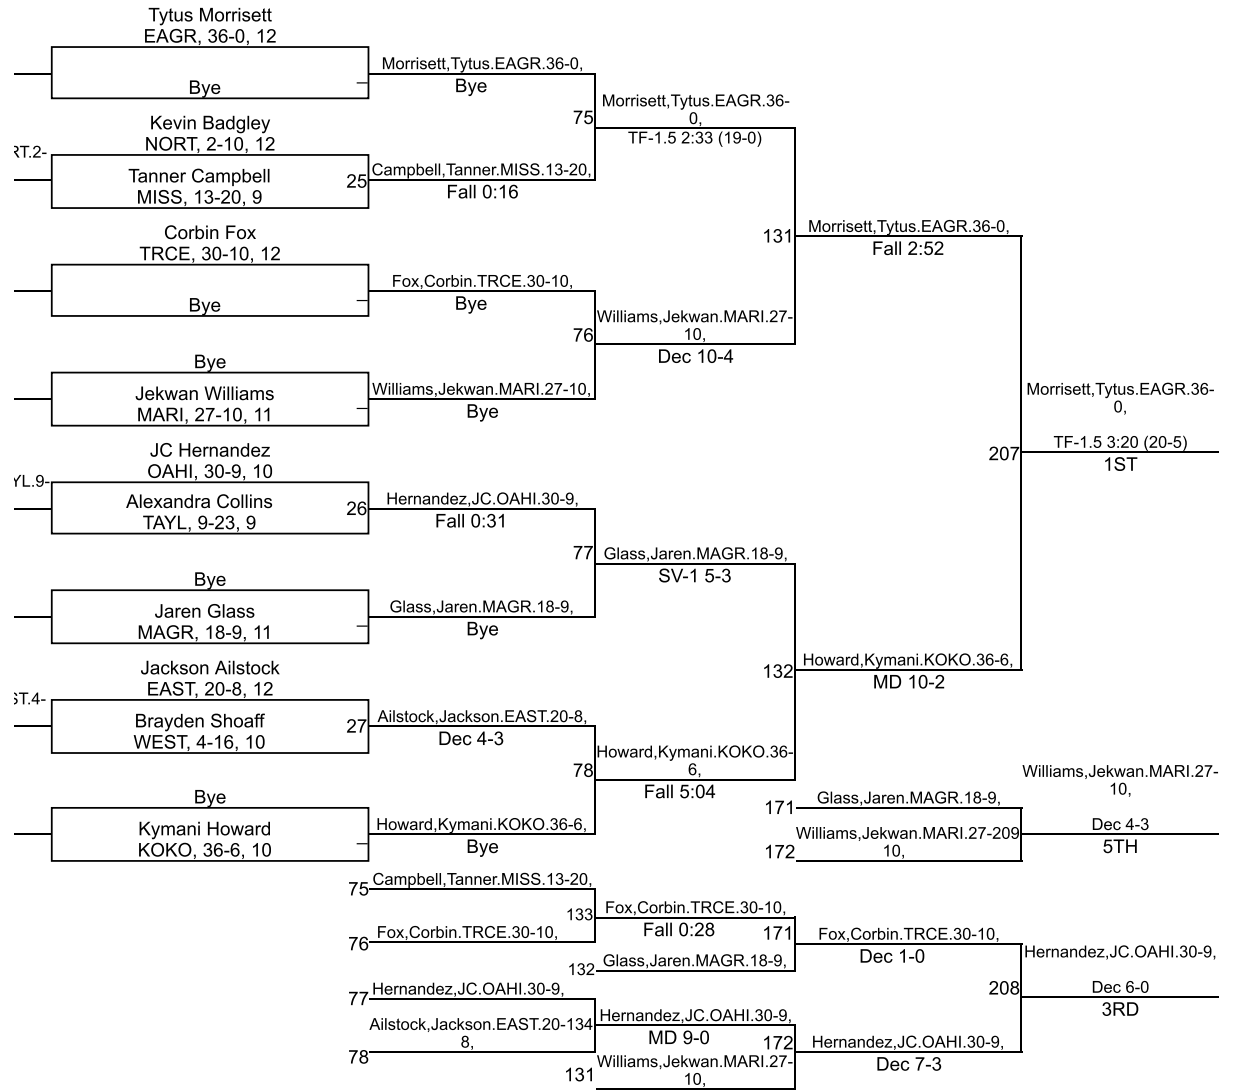 Tytus Morrisett
EAGR, 36-0, 12
Bye
Morrisett,Tytus.EAGR.36-0,
Bye
75
Morrisett,Tytus.EAGR.36-
0,
TF-1.5 2:33 (19-0)
Kevin Badgley
NORT, 2-10, 12
RT.2-
Tanner Campbell
MISS, 13-20, 9
25
Campbell,Tanner.MISS.13-20,
Fall 0:16
131
Morrisett,Tytus.EAGR.36-0,
Fall 2:52
Corbin Fox
TRCE, 30-10, 12
Bye
Fox,Corbin.TRCE.30-10,
Bye
76
Williams,Jekwan.MARI.27-
10,
Dec 10-4
Bye
Jekwan Williams
MARI, 27-10, 11
Williams,Jekwan.MARI.27-10,
Bye
Morrisett,Tytus.EAGR.36-
0,
207
TF-1.5 3:20 (20-5)
1ST
JC Hernandez
OAHI, 30-9, 10
YL.9-
Alexandra Collins
TAYL, 9-23, 9
26
Hernandez,JC.OAHI.30-9,
Fall 0:31
77
Glass,Jaren.MAGR.18-9,
SV-1 5-3
Bye
Jaren Glass
MAGR, 18-9, 11
Glass,Jaren.MAGR.18-9,
Bye
132
Howard,Kymani.KOKO.36-6,
MD 10-2
Jackson Ailstock
EAST, 20-8, 12
ST.4-
Brayden Shoaff
WEST, 4-16, 10
27
Ailstock,Jackson.EAST.20-8,
Dec 4-3
78
Howard,Kymani.KOKO.36-
6,
Fall 5:04
Bye
Kymani Howard
KOKO, 36-6, 10
Howard,Kymani.KOKO.36-6,
Bye
171
Glass,Jaren.MAGR.18-9,
172
Williams,Jekwan.MARI.27-209
10,
Williams,Jekwan.MARI.27-
10,
Dec 4-3
5TH
75
Campbell,Tanner.MISS.13-20,
133
Fox,Corbin.TRCE.30-10,
Fall 0:28
76
Fox,Corbin.TRCE.30-10,
171
Fox,Corbin.TRCE.30-10,
Dec 1-0
132
Glass,Jaren.MAGR.18-9,
77
Hernandez,JC.OAHI.30-9,
208
Hernandez,JC.OAHI.30-9,
Dec 6-0
3RD
Ailstock,Jackson.EAST.20-134
8,
78
Hernandez,JC.OAHI.30-9,
MD 9-0
172
Hernandez,JC.OAHI.30-9,
Dec 7-3
131
Williams,Jekwan.MARI.27-
10,